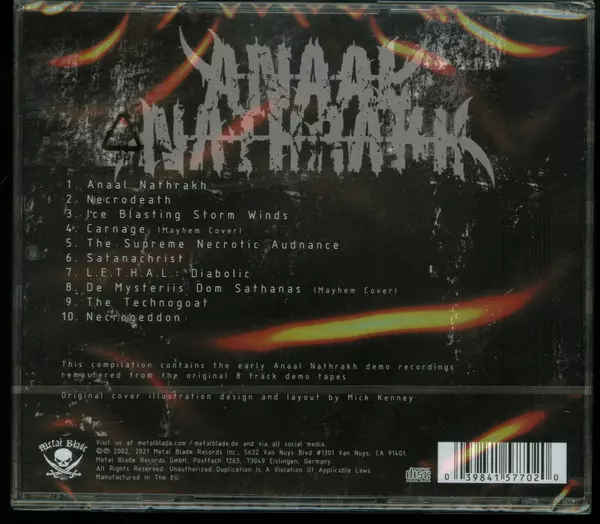 ANAAL
NATHRAKH
1. Anaal Nathrakh
2. Necrodeath
3. Ice Blasting Storm Winds
4. Carnage (Mayhem Cover)
5. The Supreme Necrotic Audnance
6. Satanachrist
7. L.E.T.H.A.L.: Diabolic
8. De Mysteriis Dom Sathanas (Mayhem Cover)
9. The Technogoat
10. Necrogeddon
This compilation contains the early Anaal Nathrakh demo recordings
remastered from the original 8 track demo tapes
Original cover illustration design and layout by Mick Kenney
Metal Blade
Visit us at metalblade.com / metalblade.de and via all social media.
©℗ 2002, 2021 Metal Blade Records Inc., 5632 Van Nuys Blvd #1301 Van Nuys, CA 91401.
Metal Blade Records GmbH, Postfach 1263, 73049 Eislingen, Germany.
All Rights Reserved. Unauthorized Duplication Is A Violation Of Applicable Laws.
Manufactured In The EU.
0 39841 57702 0